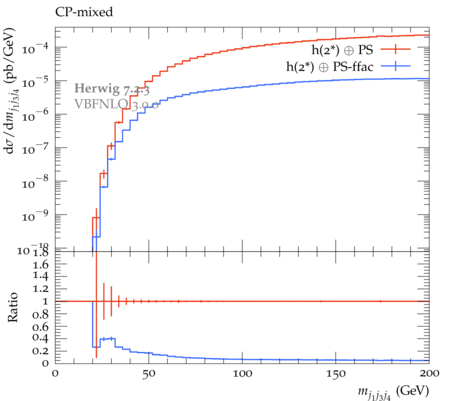 CP-mixed
h(2*) ⊕ PS
h(2*) ⊕ PS-ffac
Herwig 7.2.3
VBFNLO 3.0.0
10⁻⁴
10⁻⁵
10⁻⁶
10⁻⁷
10⁻⁸
10⁻⁹
10⁻¹⁰
dσ/dm_{j₁j₃j₄} (pb/GeV)
1.8
1.6
1.4
1.2
1
0.8
0.6
0.4
0.2
0
Ratio
0 50 100 150 200
m_{j₁j₃j₄} (GeV)